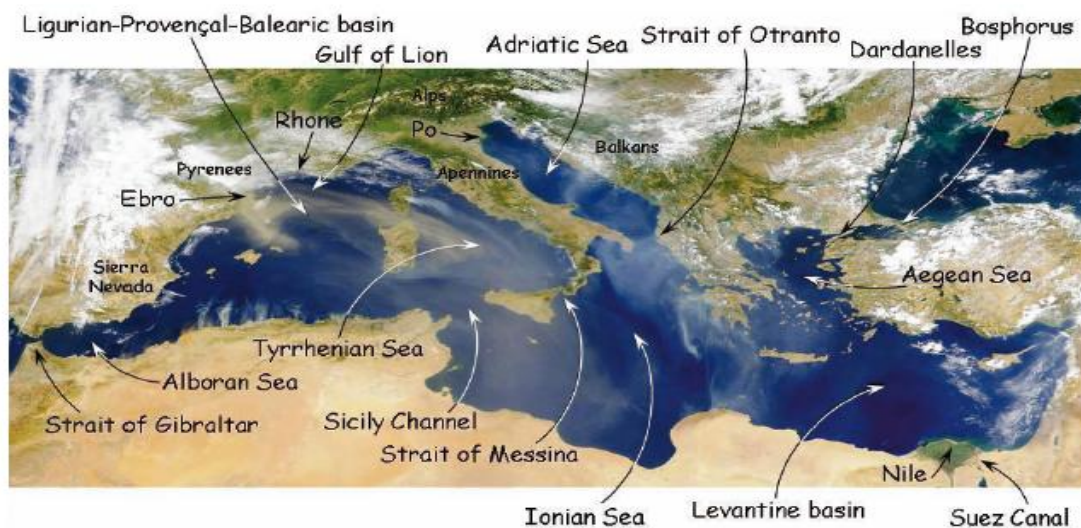 Ligurian-Provençal-Balearic basin
Gulf of Lion
Adriatic Sea
Strait of Otranto
Bosphorus
Dardanelles
Alps
Rhone
Po
Balkans
Pyrenees
Apennines
Ebro
Sierra
Nevada
Aegean Sea
Tyrrhenian Sea
Alboran Sea
Strait of Gibraltar
Sicily Channel
Strait of Messina
Nile
Ionian Sea
Levantine basin
Suez Canal